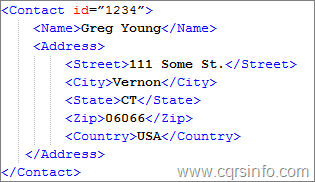 <Contact id=”1234”>
<Name>Greg Young</Name>
<Address>
<Street>111 Some St.</Street>
<City>Vernon</City>
<State>CT</State>
<Zip>06066</Zip>
<Country>USA</Country>
</Address>
</Contact>
www.cqrsinfo.com